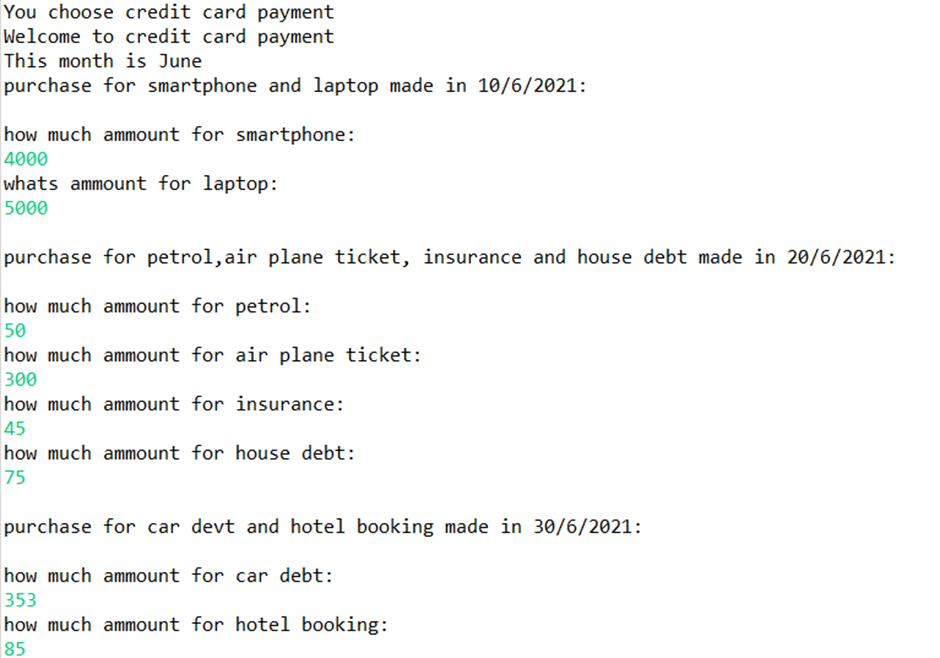 You choose credit card payment
Welcome to credit card payment
This month is June
purchase for smartphone and laptop made in 10/6/2021:
how much ammount for smartphone:
4000
whats ammount for laptop:
5000
purchase for petrol,air plane ticket, insurance and house debt made in 20/6/2021:
how much ammount for petrol:
50
how much ammount for air plane ticket:
300
how much ammount for insurance:
45
how much ammount for house debt:
75
purchase for car devt and hotel booking made in 30/6/2021:
how much ammount for car debt:
353
how much ammount for hotel booking:
85